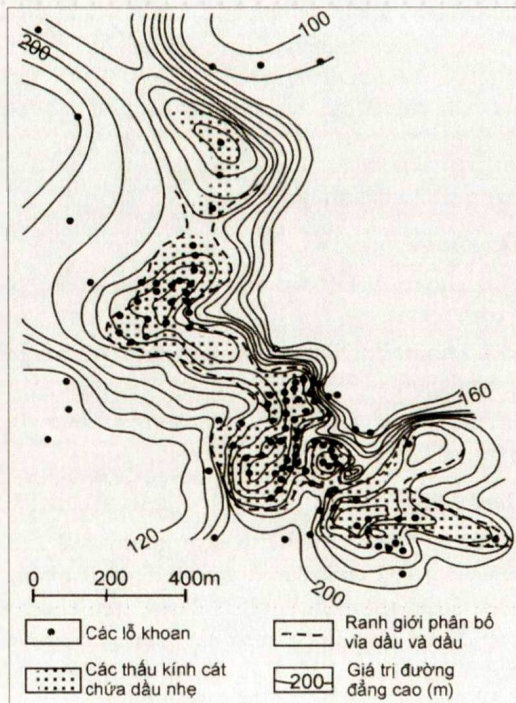 100
200
160
120
200
0 200 400m
Các lỗ khoan
Ranh giới phân bố
vỉa dầu và dầu
Các thấu kính cát
chứa dầu nhẹ
200
Giá trị đường
đẳng cao (m)